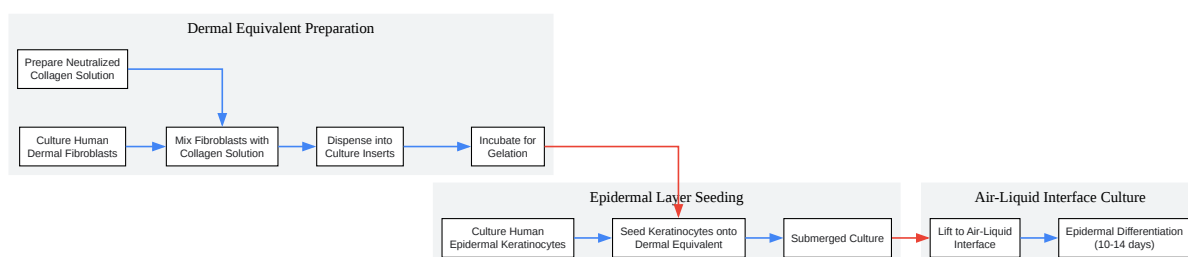 Dermal Equivalent Preparation
Prepare Neutralized
Collagen Solution
Culture Human
Dermal Fibroblasts
Mix Fibroblasts with
Collagen Solution
Dispense into
Culture Inserts
Incubate for
Gelation
Epidermal Layer Seeding
Culture Human
Epidermal Keratinocytes
Seed Keratinocytes onto
Dermal Equivalent
Submerged Culture
Air-Liquid Interface Culture
Lift to Air-Liquid
Interface
Epidermal Differentiation
(10-14 days)